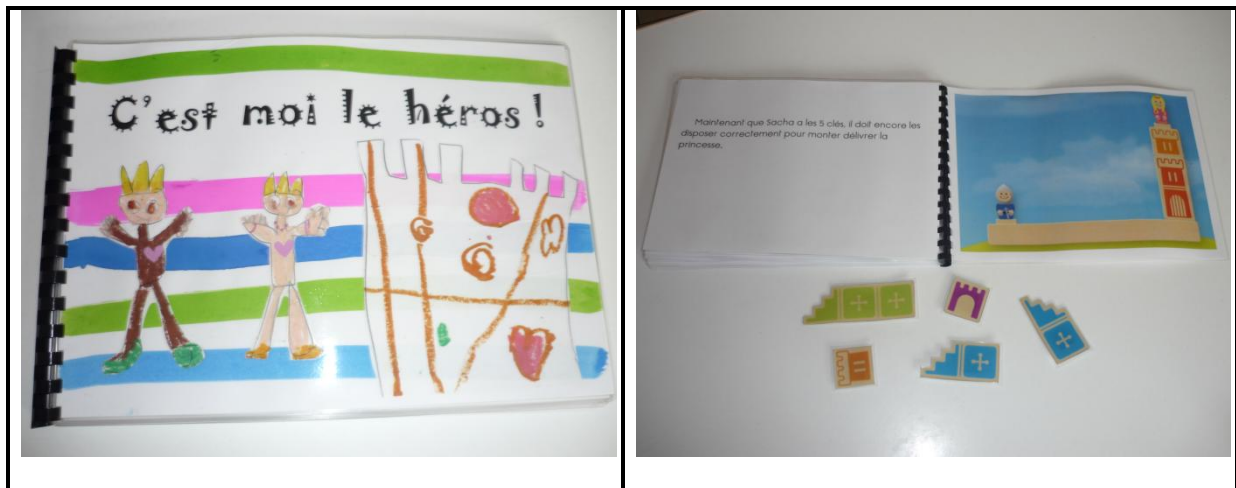 C'est moi le héros !
Maintenant que Sacha a les 5 clés, il doit encore les
disposer correctement pour monter délivrer la
princesse.